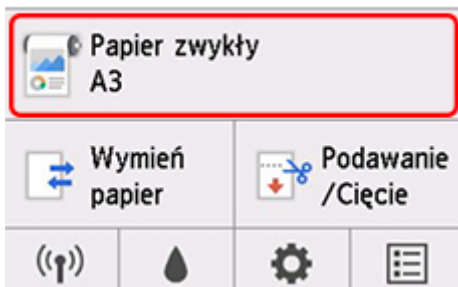 Papier zwykły
A3
Wymień
papier
Podawanie
/Cięcie